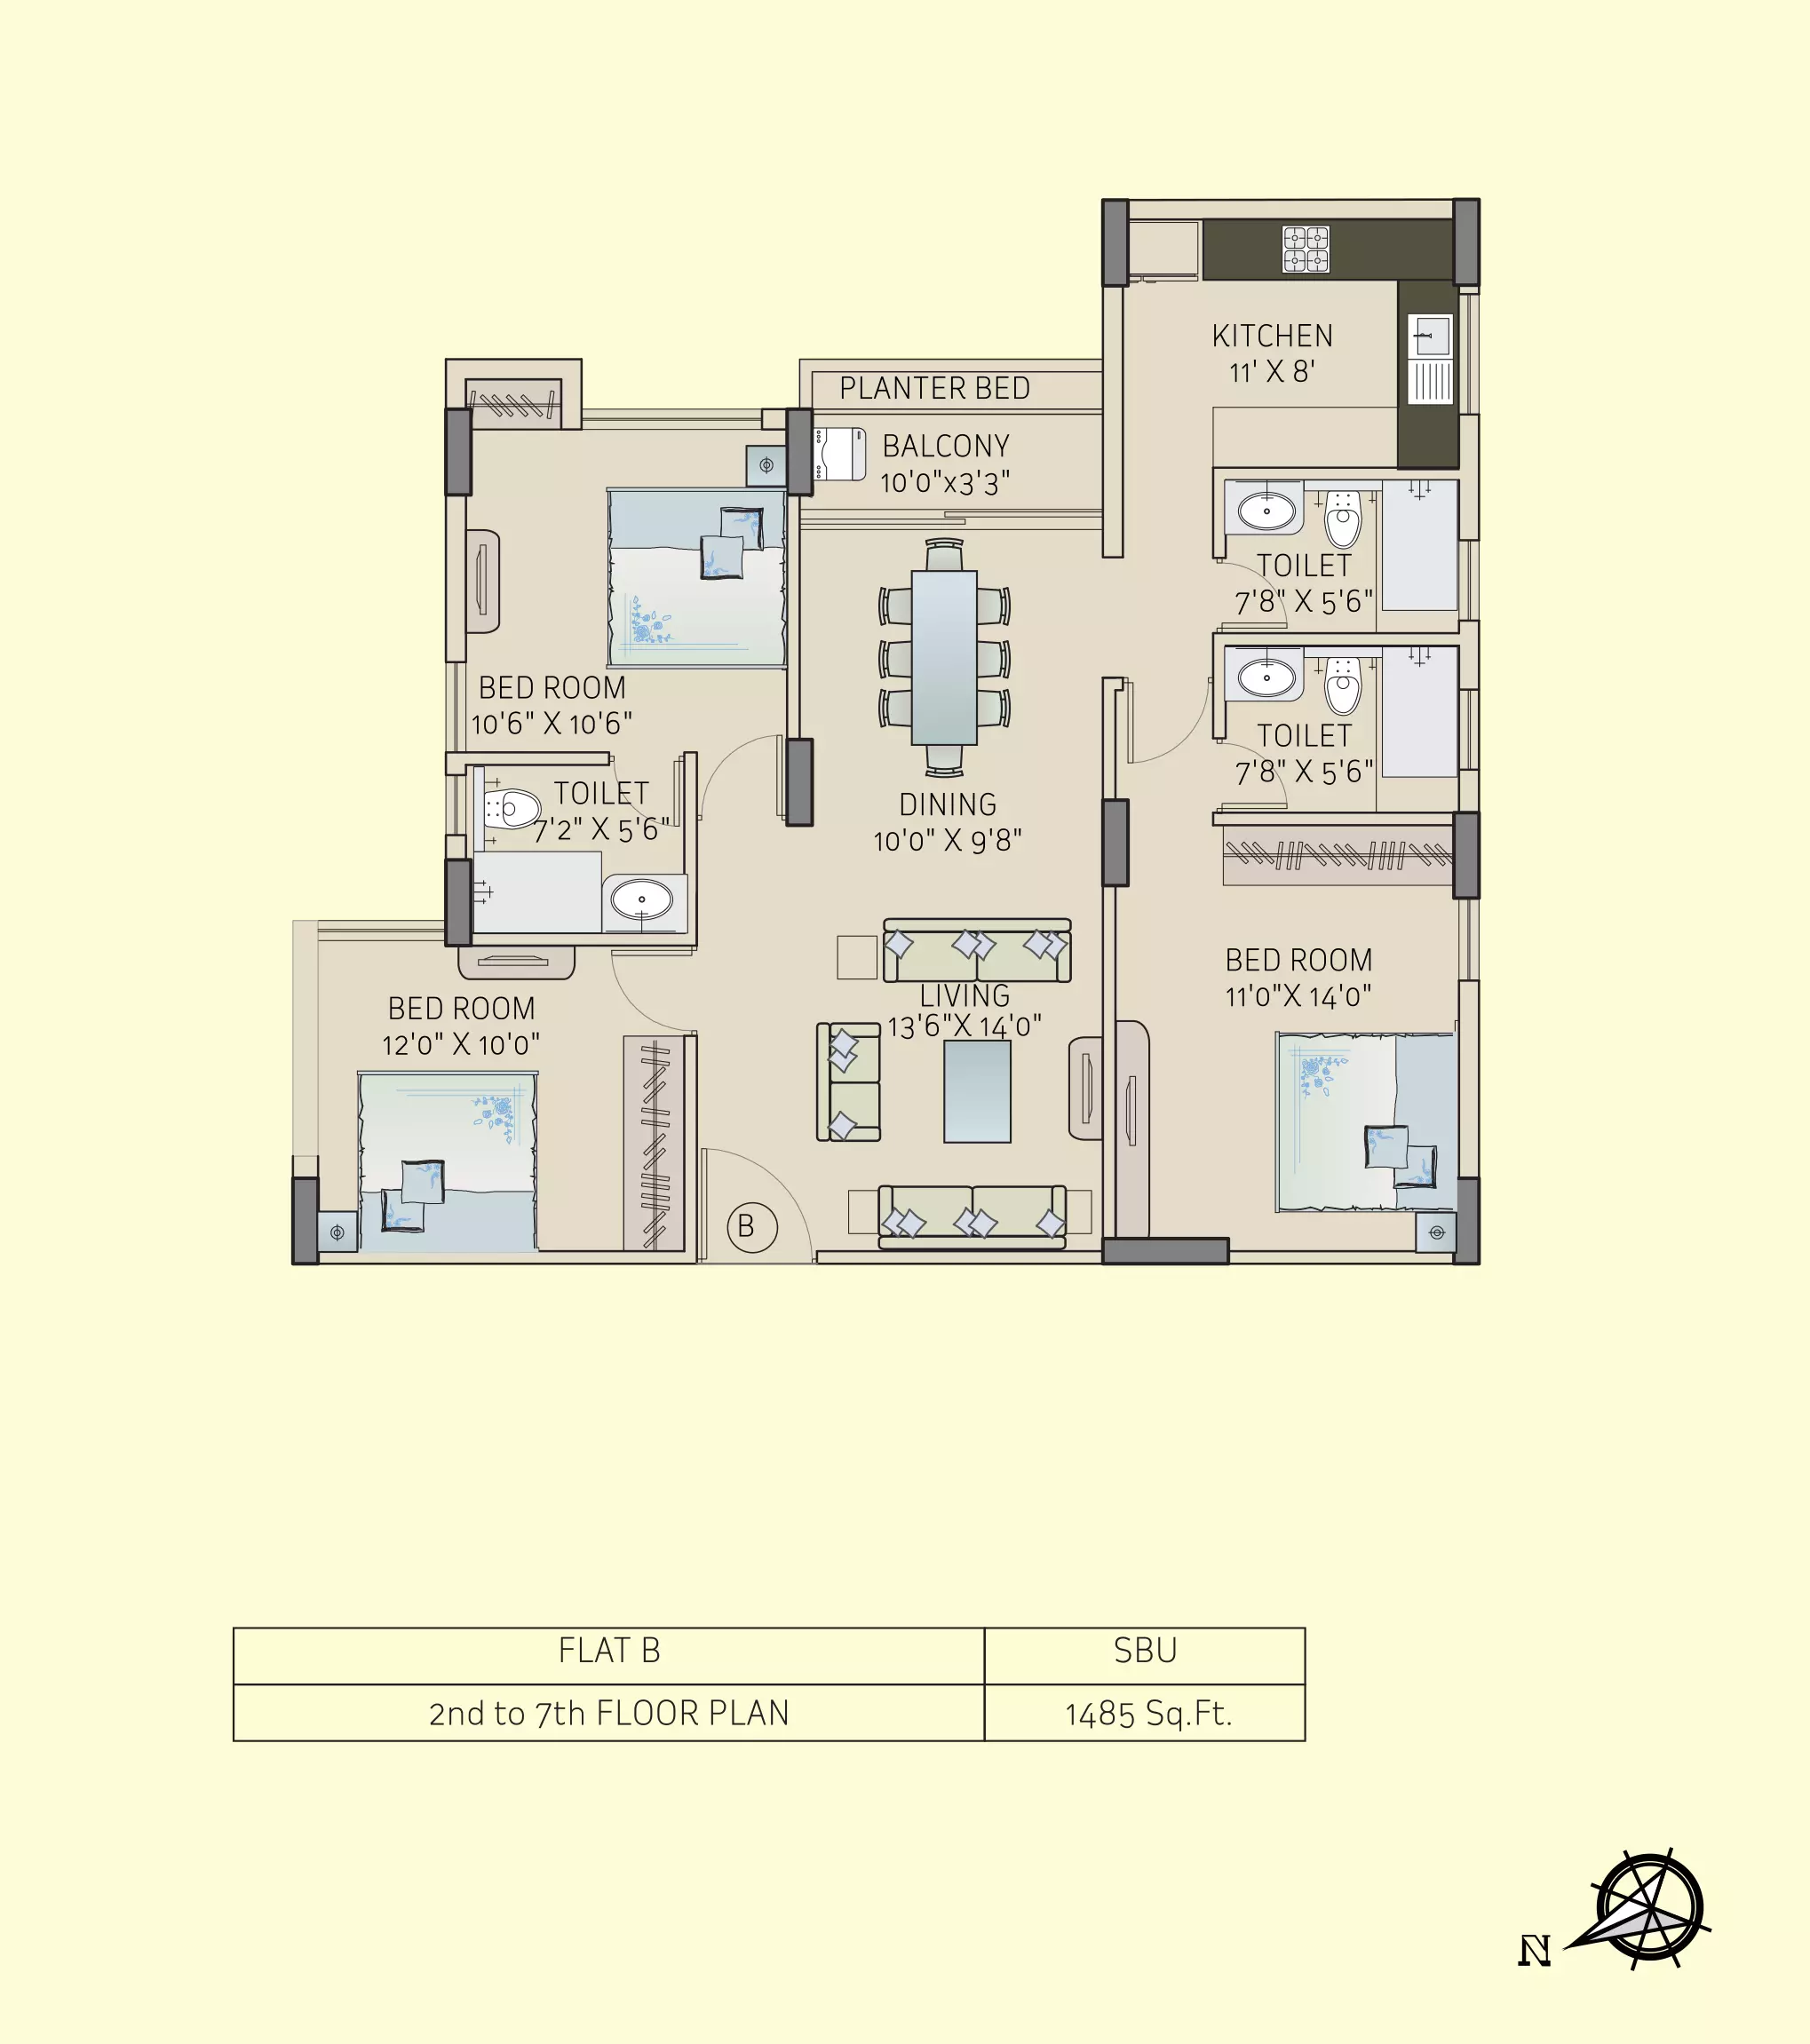 KITCHEN
11' X 8'
PLANTER BED
BALCONY
10'0"x3'3"
TOILET
7'8" X 5'6"
BED ROOM
10'6" X 10'6"
TOILET
7'8" X 5'6"
TOILET
7'2" X 5'6"
DINING
10'0" X 9'8"
BED ROOM
11'0"X 14'0"
LIVING
13'6"X 14'0"
BED ROOM
12'0" X 10'0"
B
FLAT B
SBU
2nd to 7th FLOOR PLAN
1485 Sq.Ft.
N